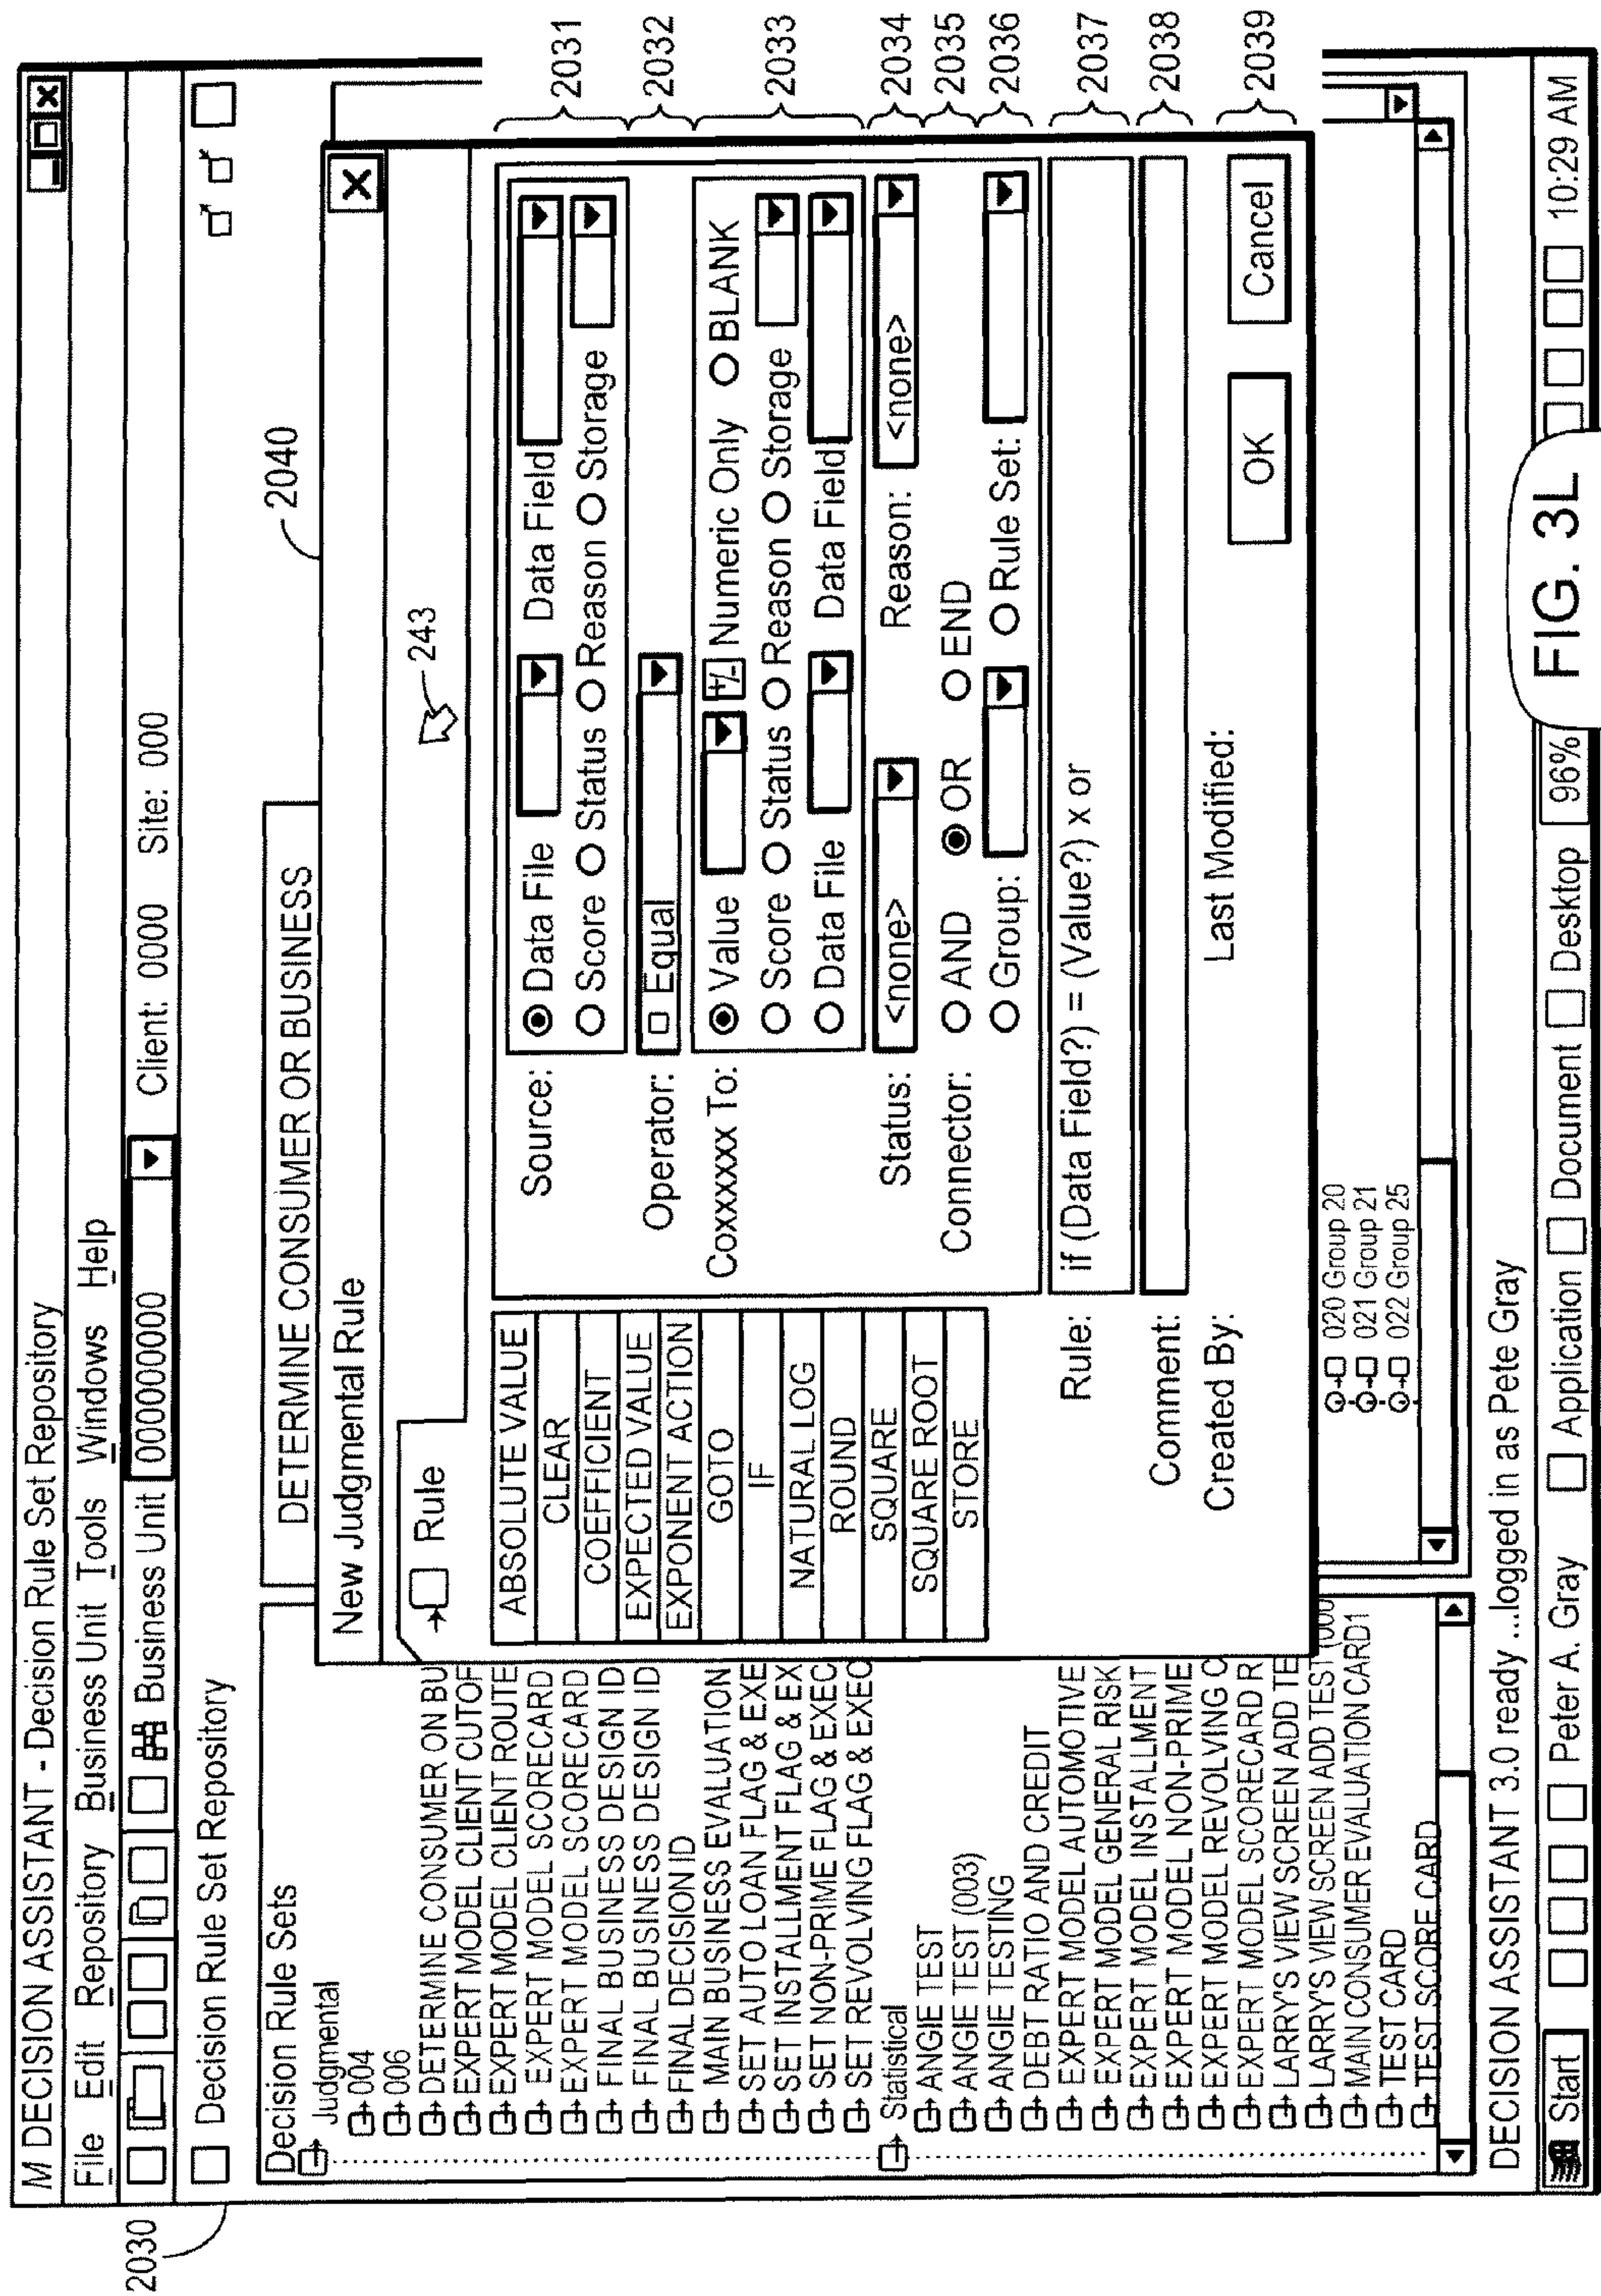 M DECISION ASSISTANT - Decision Rule Set Repository
File Edit Repository Business Unit Tools Windows Help
Business Unit 000000000 Client: 0000 Site: 000
Decision Rule Set Repository
2030
Decision Rule Sets
Judgmental
004
006
DETERMINE CONSUMER ON BU
EXPERT MODEL CLIENT CUTOF
EXPERT MODEL CLIENT ROUTE
EXPERT MODEL SCORECARD
EXPERT MODEL SCORECARD
FINAL BUSINESS DESIGN ID
FINAL BUSINESS DESIGN ID
FINAL DECISION ID
MAIN BUSINESS EVALUATION
SET AUTO LOAN FLAG & EXE
SET INSTALLMENT FLAG & EX
SET NON-PRIME FLAG & EXEC
SET REVOLVING FLAG & EXEC
Statistical
ANGIE TEST
ANGIE TEST (003)
ANGIE TESTING
DEBT RATIO AND CREDIT
EXPERT MODEL AUTOMOTIVE
EXPERT MODEL GENERAL RISK
EXPERT MODEL INSTALLMENT
EXPERT MODEL NON-PRIME
EXPERT MODEL REVOLVING C
EXPERT MODEL SCORECARD R
LARRY'S VIEW SCREEN ADD TE
LARRY'S VIEW SCREEN ADD TEST (000
MAIN CONSUMER EVALUATION CARD1
TEST CARD
TEST SCORE CARD
DETERMINE CONSUMER OR BUSINESS
2040
New Judgmental Rule
X
243
Rule
ABSOLUTE VALUE
CLEAR
COEFFICIENT
EXPECTED VALUE
EXPONENT ACTION
GOTO
IF
NATURAL LOG
ROUND
SQUARE
SQUARE ROOT
STORE
Source: Data File Data Field 2031
Score Status Reason Storage
Operator: Equal 2032
Coxxxxx To: Value +/- Numeric Only BLANK 2033
Score Status Reason Storage
Data File Data Field
Status: <none> Reason: <none> 2034
Connector: AND OR END 2035
Group: Rule Set: 2036
Rule: if (Data Field?) = (Value?) x or 2037
Comment: 2038
Created By: Last Modified: OK Cancel 2039
020 Group 20
021 Group 21
022 Group 25
DECISION ASSISTANT 3.0 ready ...logged in as Pete Gray
Start Peter A. Gray Application Document Desktop 96% 10:29 AM
FIG. 3L